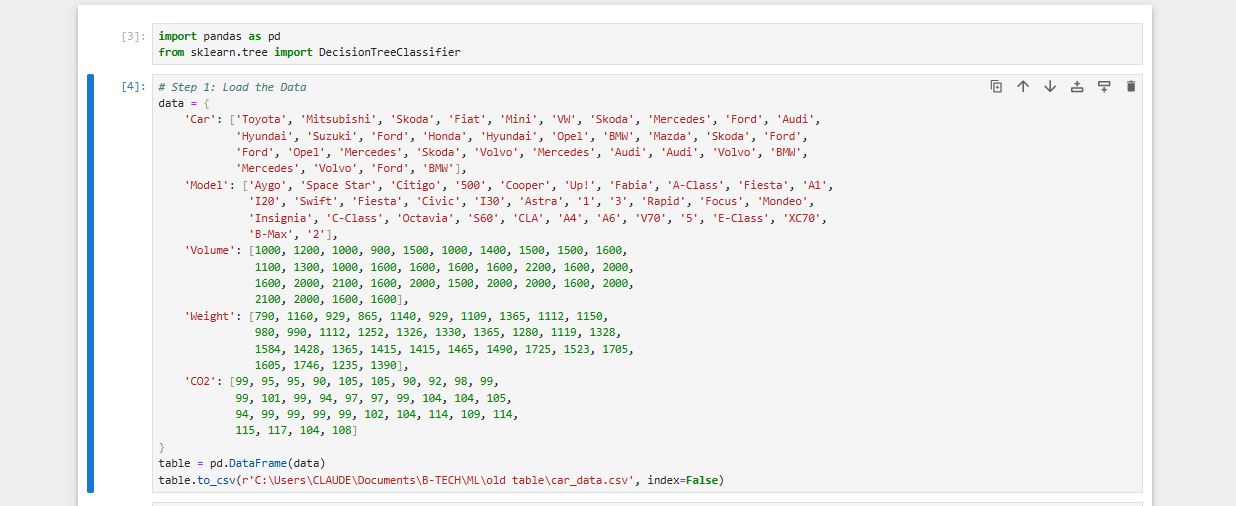 [3]: import pandas as pd
from sklearn.tree import DecisionTreeClassifier
[4]: # Step 1: Load the Data
data = {
'Car': ['Toyota', 'Mitsubishi', 'Skoda', 'Fiat', 'Mini', 'VW', 'Skoda', 'Mercedes', 'Ford', 'Audi',
'Hyundai', 'Suzuki', 'Ford', 'Honda', 'Hyundai', 'Opel', 'BMW', 'Mazda', 'Skoda', 'Ford',
'Ford', 'Opel', 'Mercedes', 'Skoda', 'Volvo', 'Mercedes', 'Audi', 'Audi', 'Volvo', 'BMW',
'Mercedes', 'Volvo', 'Ford', 'BMW'],
'Model': ['Aygo', 'Space Star', 'Citigo', '500', 'Cooper', 'Up!', 'Fabia', 'A-Class', 'Fiesta', 'A1',
'I20', 'Swift', 'Fiesta', 'Civic', 'I30', 'Astra', '1', '3', 'Rapid', 'Focus', 'Mondeo',
'Insignia', 'C-Class', 'Octavia', 'S60', 'CLA', 'A4', 'A6', 'V70', '5', 'E-Class', 'XC70',
'B-Max', '2'],
'Volume': [1000, 1200, 1000, 900, 1500, 1000, 1400, 1500, 1500, 1600,
1100, 1300, 1000, 1600, 1600, 1600, 1600, 2200, 1600, 2000,
1600, 2000, 2100, 1600, 2000, 1500, 2000, 2000, 1600, 2000,
2100, 2000, 1600, 1600],
'Weight': [790, 1160, 929, 865, 1140, 929, 1109, 1365, 1112, 1150,
980, 990, 1112, 1252, 1326, 1330, 1365, 1280, 1119, 1328,
1584, 1428, 1365, 1415, 1415, 1465, 1490, 1725, 1523, 1705,
1605, 1746, 1235, 1390],
'CO2': [99, 95, 95, 90, 105, 105, 90, 92, 98, 99,
99, 101, 99, 94, 97, 97, 99, 104, 104, 105,
94, 99, 99, 99, 99, 102, 104, 114, 109, 114,
115, 117, 104, 108]
}
table = pd.DataFrame(data)
table.to_csv(r'C:\Users\CLAUDE\Documents\B-TECH\ML\old table\car_data.csv', index=False)